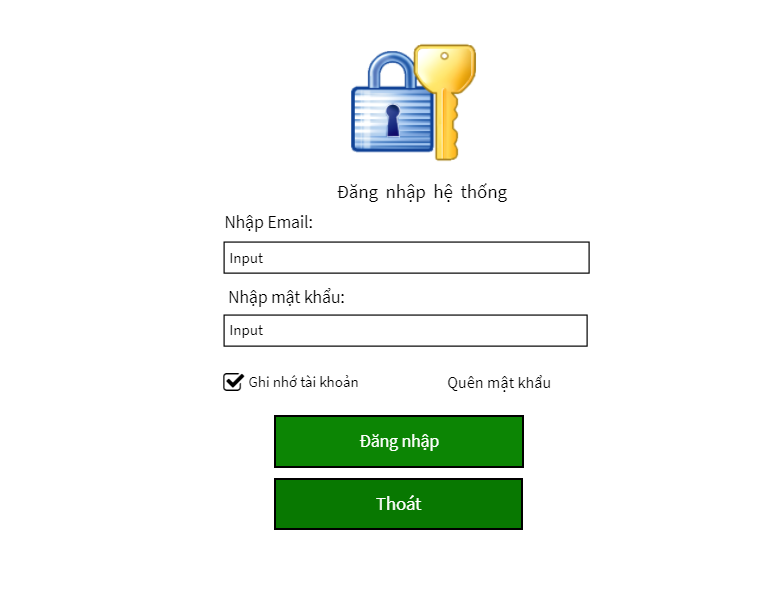 Đăng nhập hệ thống
Nhập Email:
Input
Nhập mật khẩu:
Input
Ghi nhớ tài khoản Quên mật khẩu
Đăng nhập
Thoát